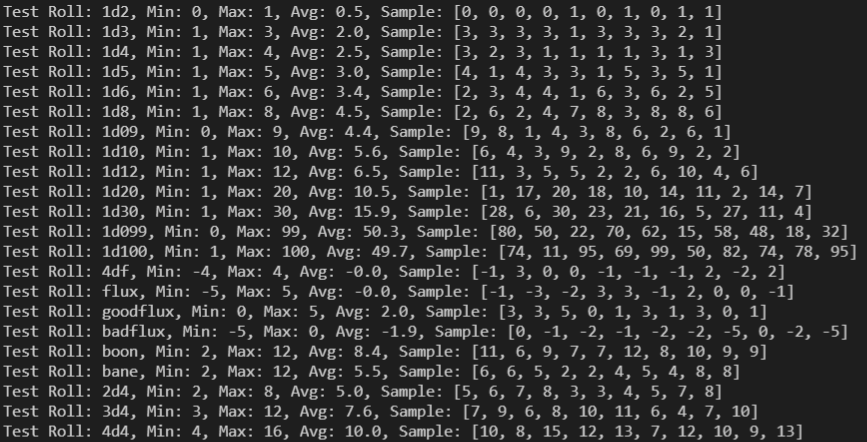 Test Roll: 1d2, Min: 0, Max: 1, Avg: 0.5, Sample: [0, 0, 0, 0, 1, 0, 1, 0, 1, 1]
Test Roll: 1d3, Min: 1, Max: 3, Avg: 2.0, Sample: [3, 3, 3, 3, 1, 3, 3, 3, 2, 1]
Test Roll: 1d4, Min: 1, Max: 4, Avg: 2.5, Sample: [3, 2, 3, 1, 1, 1, 1, 3, 1, 3]
Test Roll: 1d5, Min: 1, Max: 5, Avg: 3.0, Sample: [4, 1, 4, 3, 3, 1, 5, 3, 5, 1]
Test Roll: 1d6, Min: 1, Max: 6, Avg: 3.4, Sample: [2, 3, 4, 4, 1, 6, 3, 6, 2, 5]
Test Roll: 1d8, Min: 1, Max: 8, Avg: 4.5, Sample: [2, 6, 2, 4, 7, 8, 3, 8, 8, 6]
Test Roll: 1d09, Min: 0, Max: 9, Avg: 4.4, Sample: [9, 8, 1, 4, 3, 8, 6, 2, 6, 1]
Test Roll: 1d10, Min: 1, Max: 10, Avg: 5.6, Sample: [6, 4, 3, 9, 2, 8, 6, 9, 2, 2]
Test Roll: 1d12, Min: 1, Max: 12, Avg: 6.5, Sample: [11, 3, 5, 5, 2, 2, 6, 10, 4, 6]
Test Roll: 1d20, Min: 1, Max: 20, Avg: 10.5, Sample: [1, 17, 20, 18, 10, 14, 11, 2, 14, 7]
Test Roll: 1d30, Min: 1, Max: 30, Avg: 15.9, Sample: [28, 6, 30, 23, 21, 16, 5, 27, 11, 4]
Test Roll: 1d099, Min: 0, Max: 99, Avg: 50.3, Sample: [80, 50, 22, 70, 62, 15, 58, 48, 18, 32]
Test Roll: 1d100, Min: 1, Max: 100, Avg: 49.7, Sample: [74, 11, 95, 69, 99, 50, 82, 74, 78, 95]
Test Roll: 4df, Min: -4, Max: 4, Avg: -0.0, Sample: [-1, 3, 0, 0, -1, -1, -1, 2, -2, 2]
Test Roll: flux, Min: -5, Max: 5, Avg: -0.0, Sample: [-1, -3, -2, 3, 3, -1, 2, 0, 0, -1]
Test Roll: goodflux, Min: 0, Max: 5, Avg: 2.0, Sample: [3, 3, 5, 0, 1, 3, 1, 3, 0, 1]
Test Roll: badflux, Min: -5, Max: 0, Avg: -1.9, Sample: [0, -1, -2, -1, -2, -2, -5, 0, -2, -5]
Test Roll: boon, Min: 2, Max: 12, Avg: 8.4, Sample: [11, 6, 9, 7, 7, 12, 8, 10, 9, 9]
Test Roll: bane, Min: 2, Max: 12, Avg: 5.5, Sample: [6, 6, 5, 2, 2, 4, 5, 4, 8, 8]
Test Roll: 2d4, Min: 2, Max: 8, Avg: 5.0, Sample: [5, 6, 7, 8, 3, 3, 4, 5, 7, 8]
Test Roll: 3d4, Min: 3, Max: 12, Avg: 7.6, Sample: [7, 9, 6, 8, 10, 11, 6, 4, 7, 10]
Test Roll: 4d4, Min: 4, Max: 16, Avg: 10.0, Sample: [10, 8, 15, 12, 13, 7, 12, 10, 9, 13]